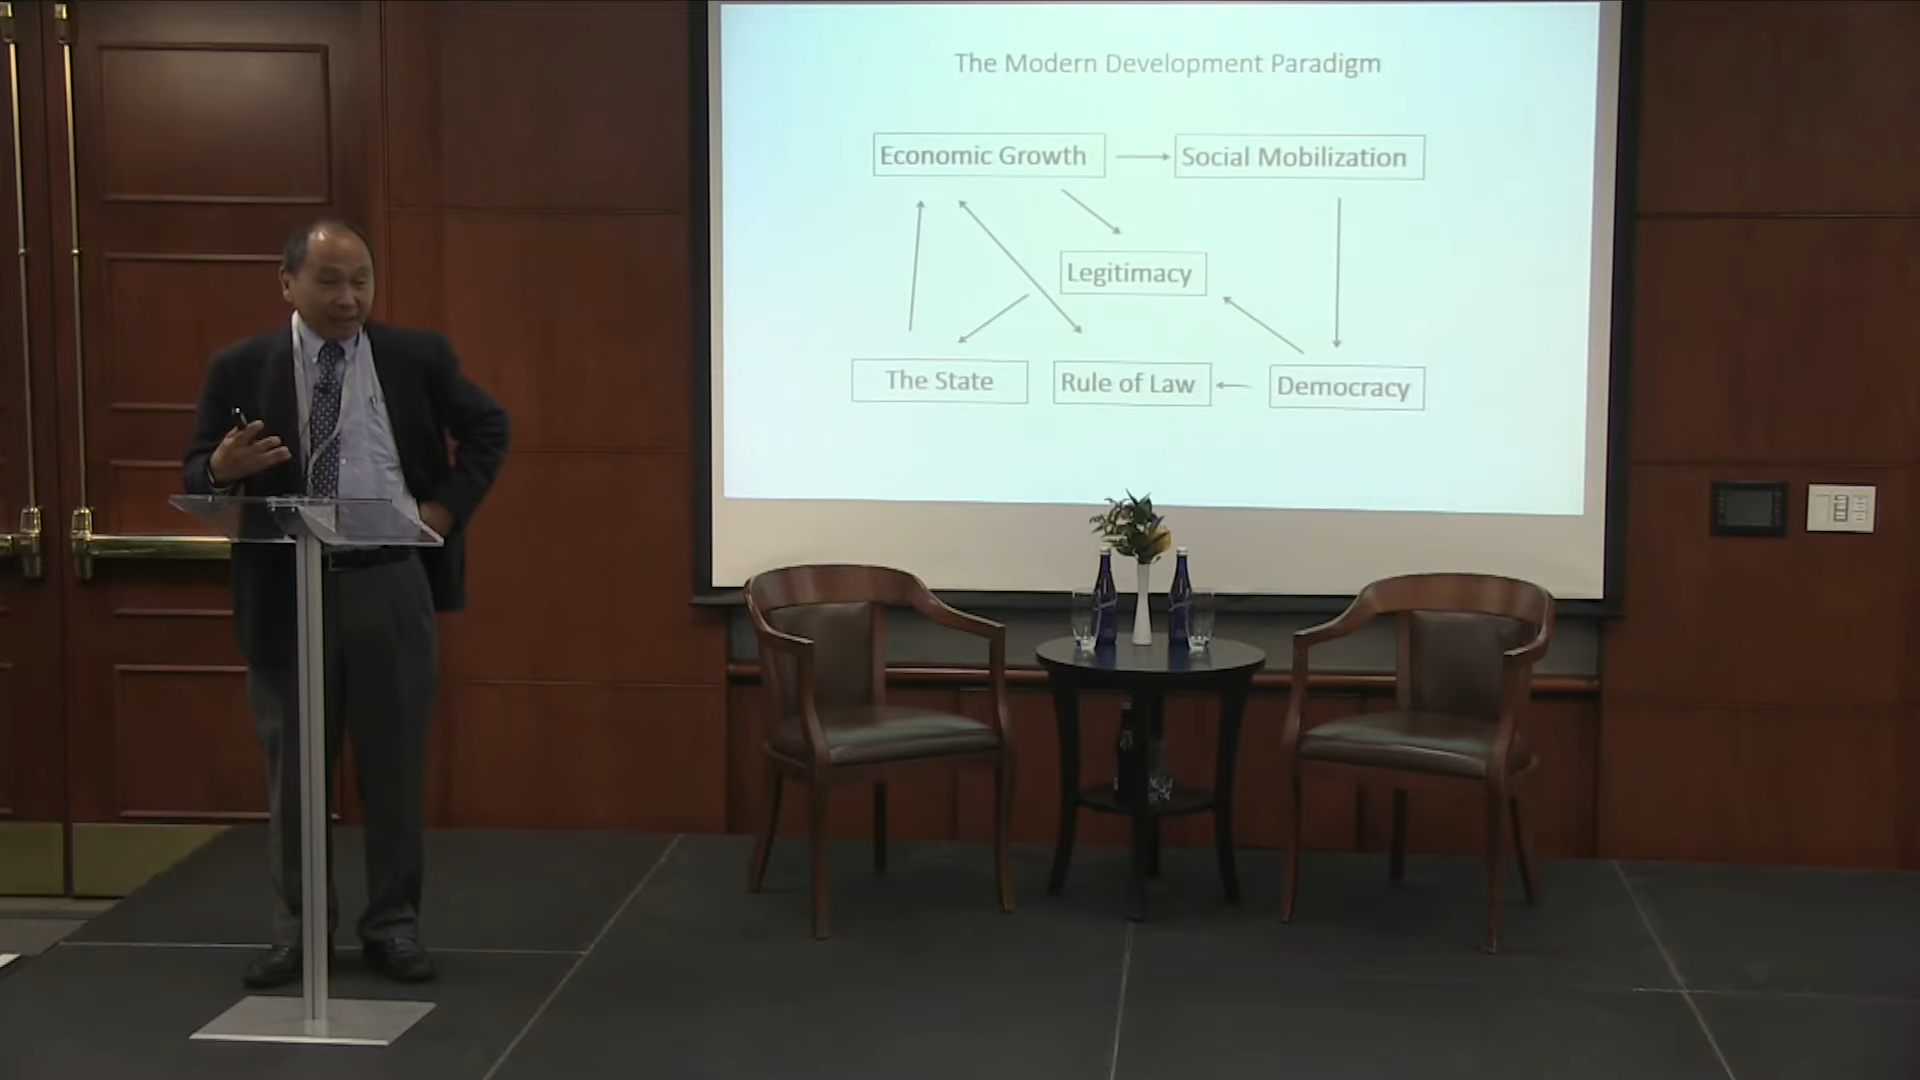 The Modern Development Paradigm
Economic Growth
Social Mobilization
Legitimacy
The State
Rule of Law
Democracy